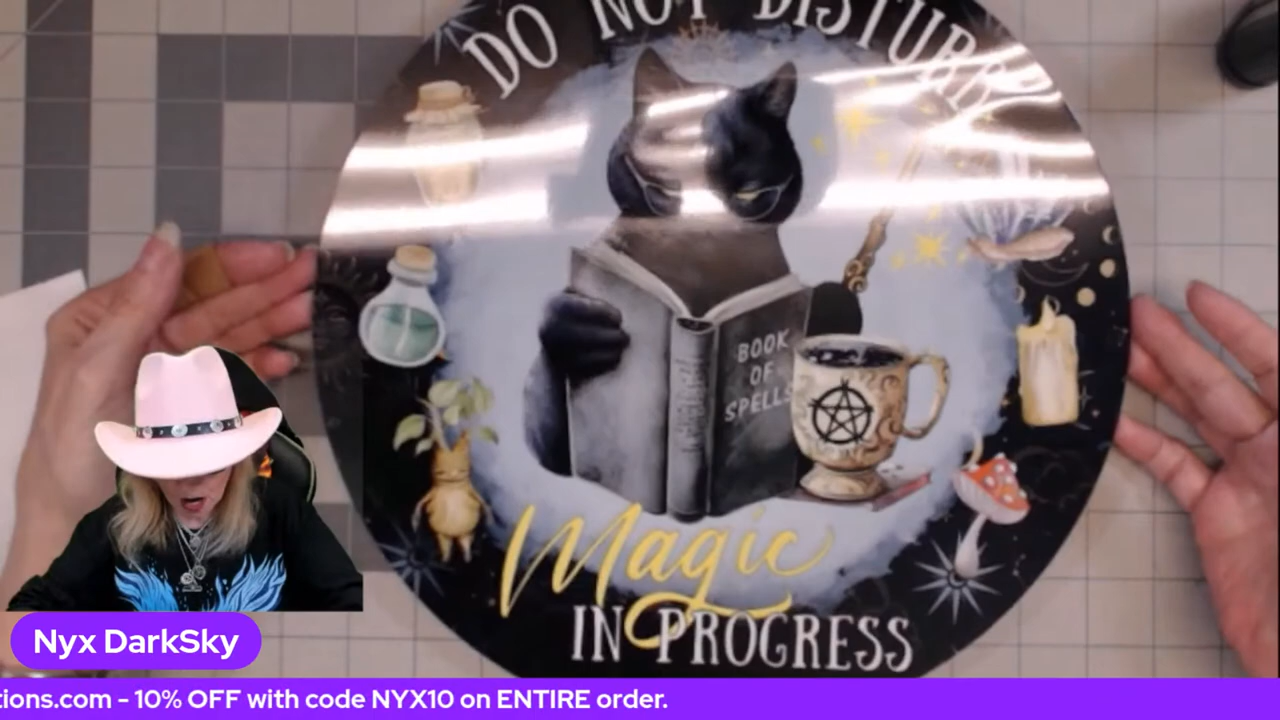 DO NOT DISTURB
BOOK
OF
SPELLS
Magic
IN PROGRESS
Nyx DarkSky
tions.com - 10% OFF with code NYX10 on ENTIRE order.